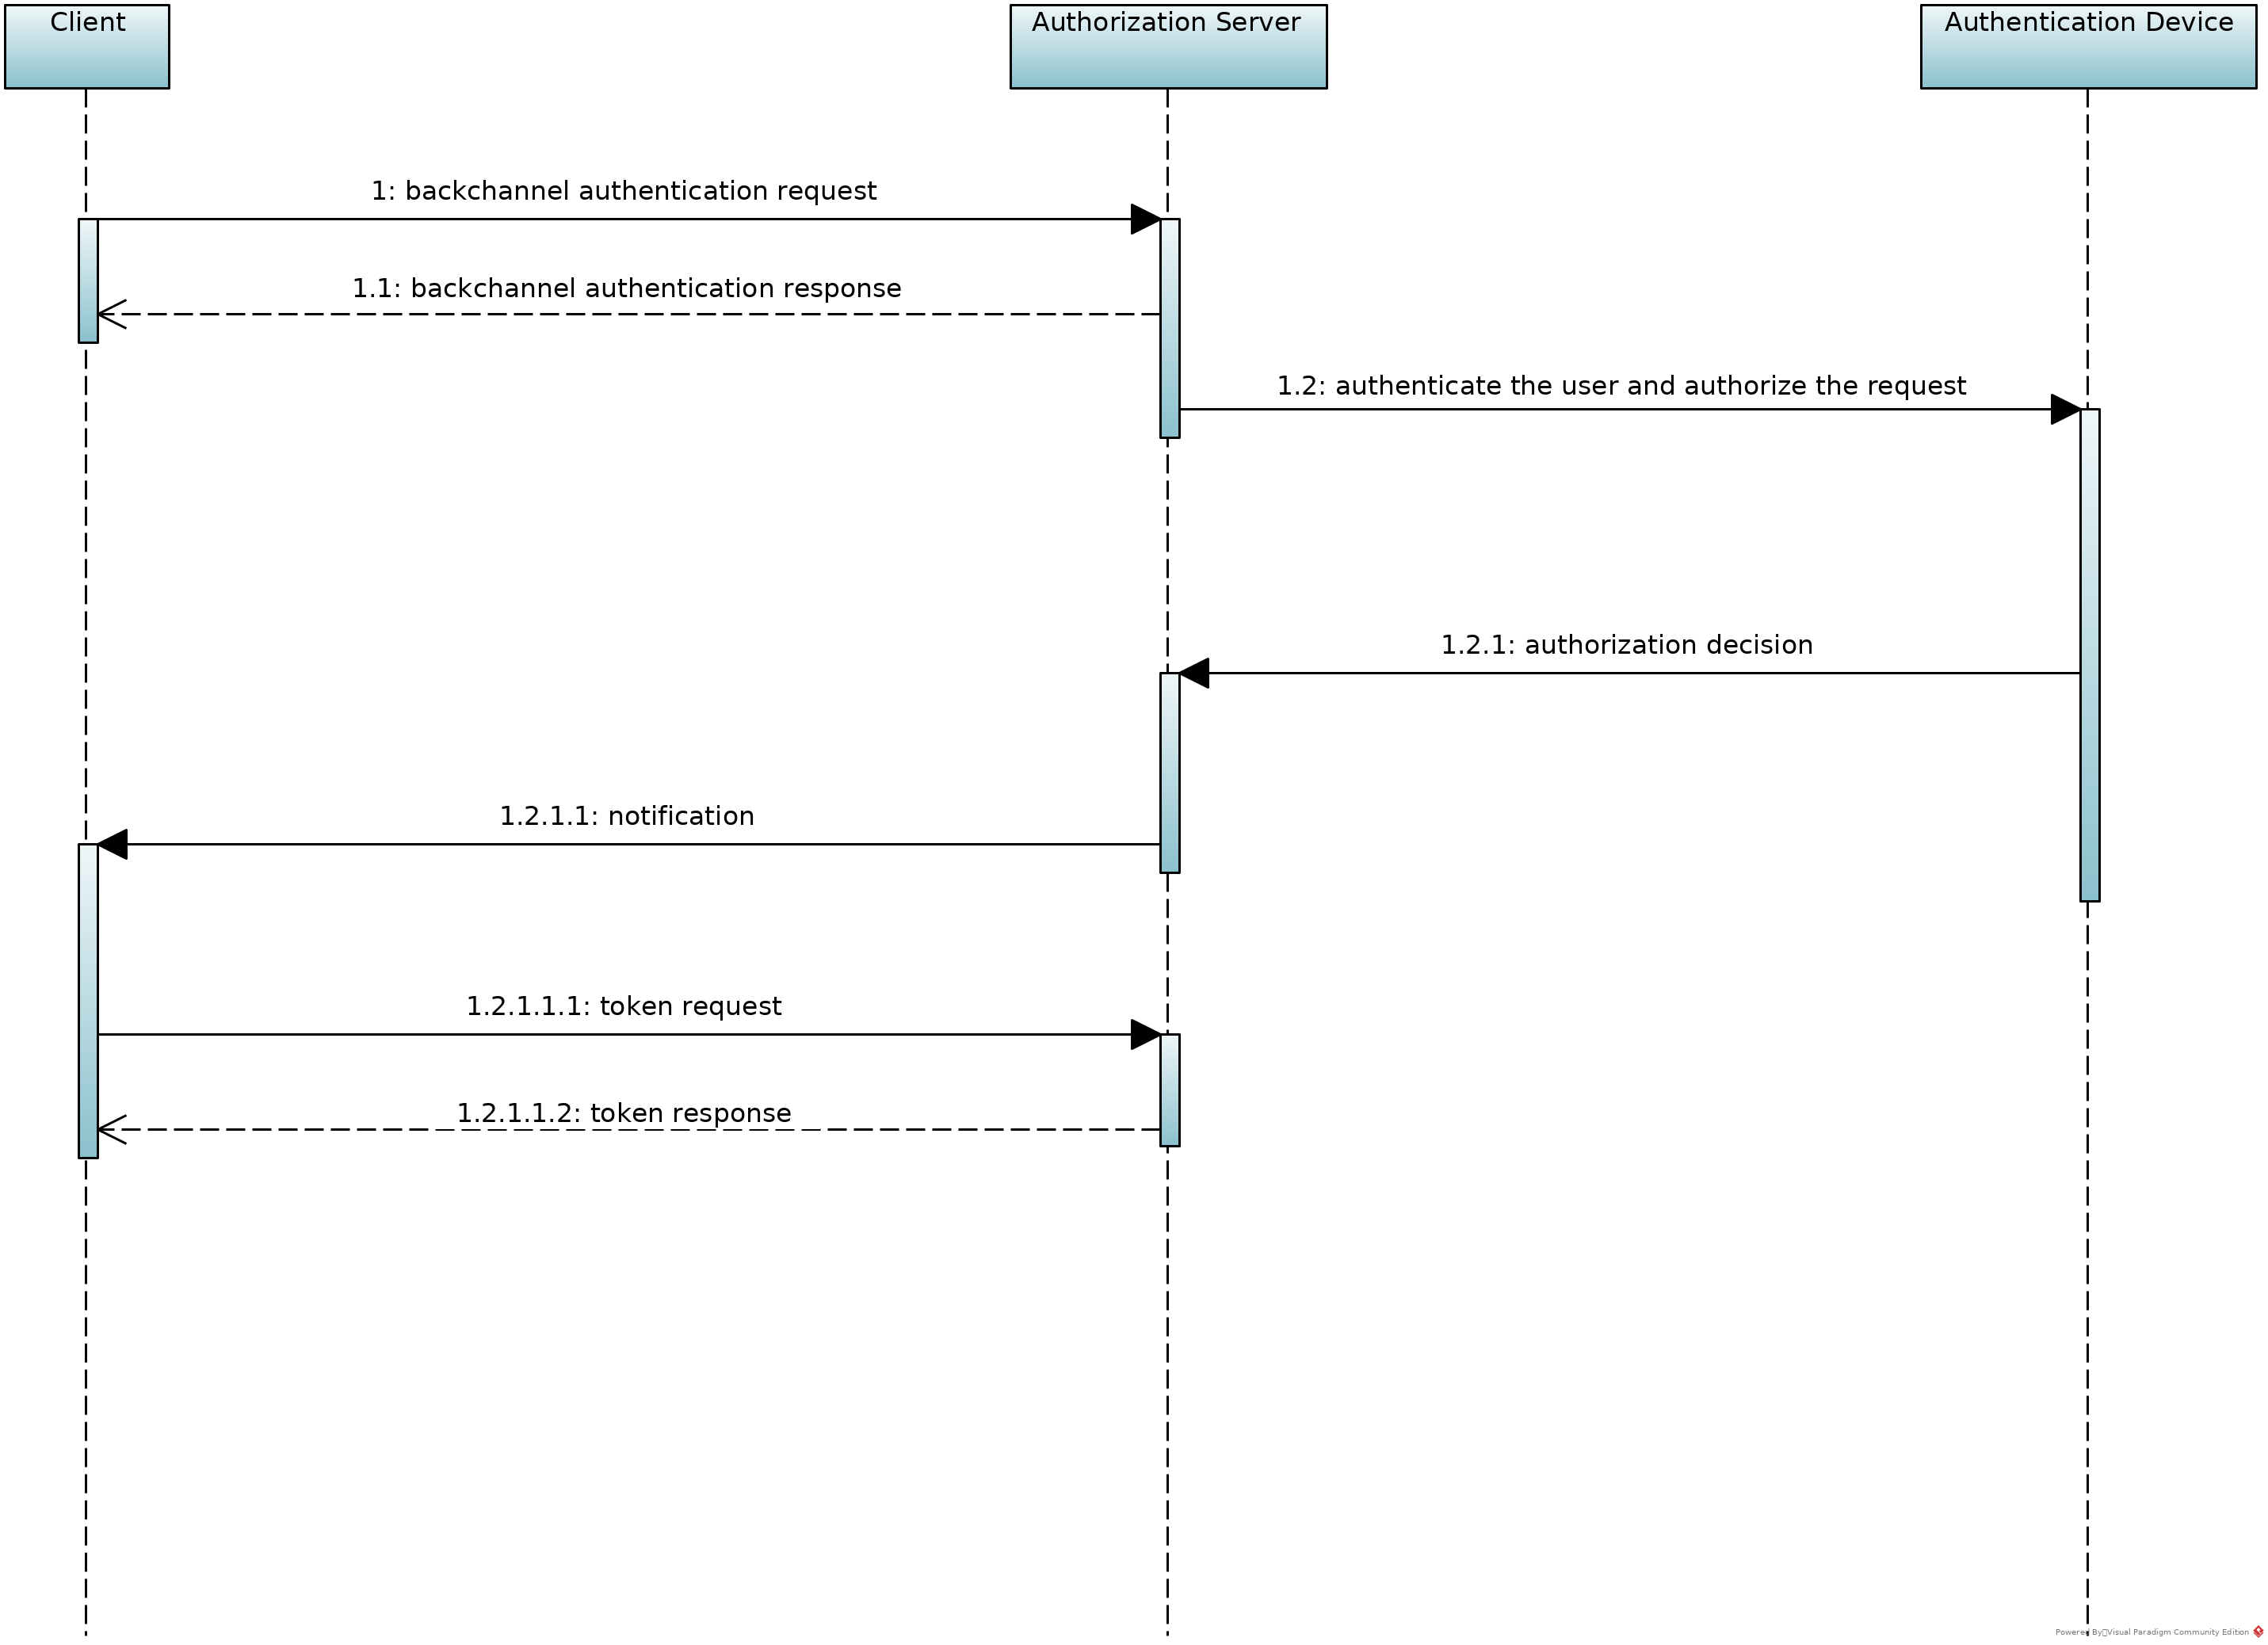 Client
Authorization Server
Authentication Device
1: backchannel authentication request
1.1: backchannel authentication response
1.2: authenticate the user and authorize the request
1.2.1: authorization decision
1.2.1.1: notification
1.2.1.1.1: token request
1.2.1.1.2: token response
Powered By Visual Paradigm Community Edition